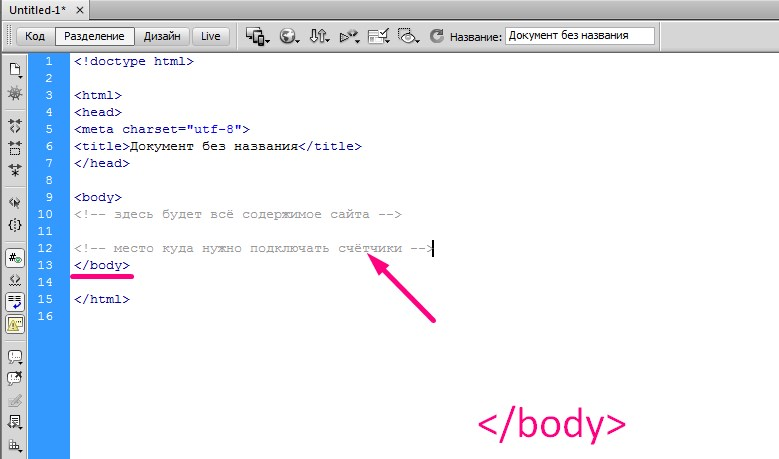 Untitled-1* ×
Код Разделение Дизайн Live Название: Документ без названия
1 <!doctype html>
2
3 <html>
4 <head>
5 <meta charset="utf-8">
6 <title>Документ без названия</title>
7 </head>
8
9 <body>
10 <!-- здесь будет всё содержимое сайта -->
11
12 <!-- место куда нужно подключать счётчики -->
13 </body>
14
15 </html>
16
</body>